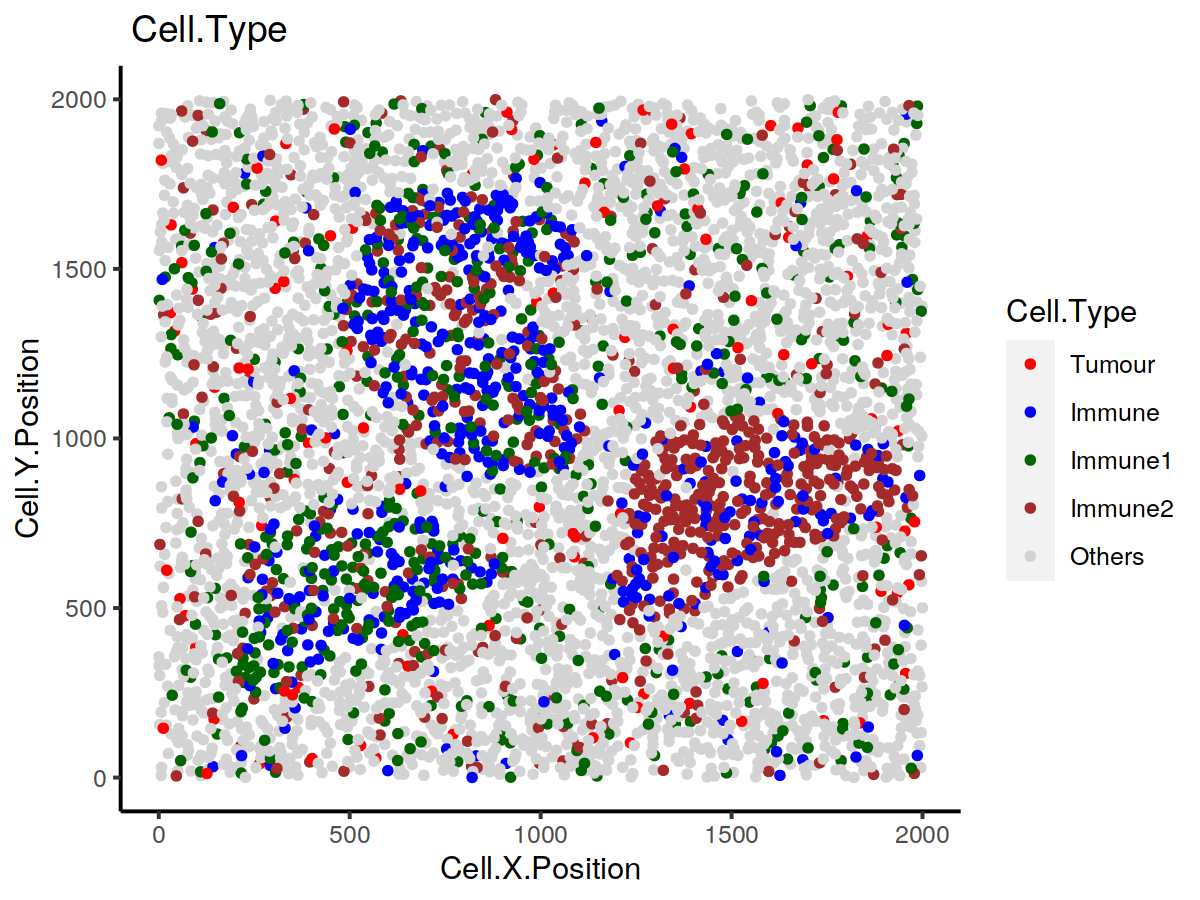 Cell.Type
2000
1500
1000
500
0
Cell.Y.Position
0 500 1000 1500 2000
Cell.X.Position
Cell.Type
Tumour
Immune
Immune1
Immune2
Others